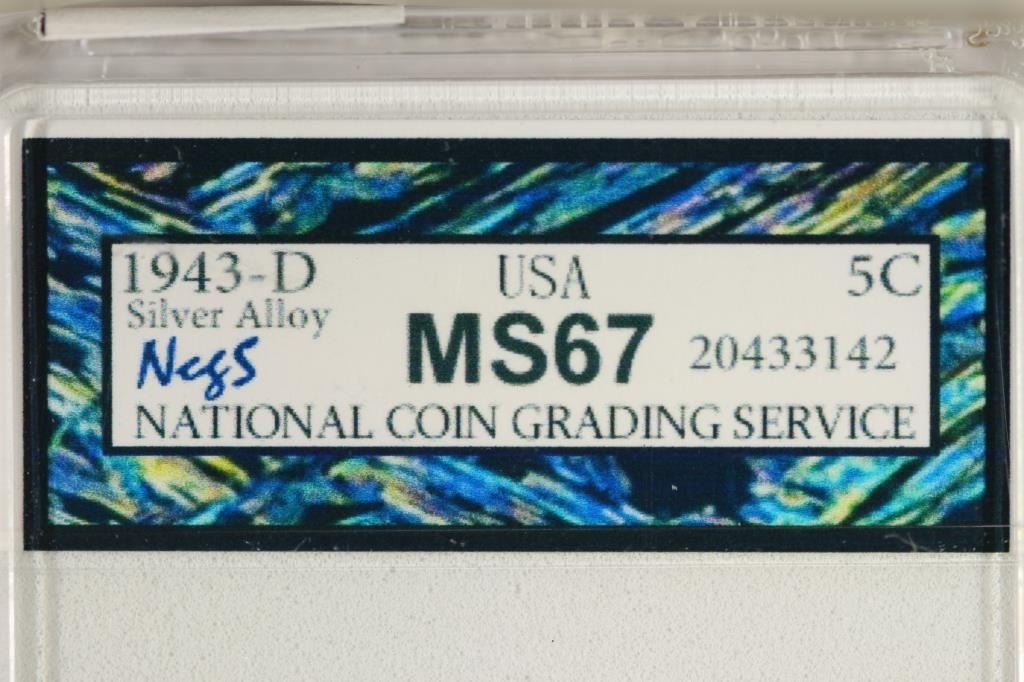 1943-D USA 5C
Silver Alloy
NcgS MS67 20433142
NATIONAL COIN GRADING SERVICE